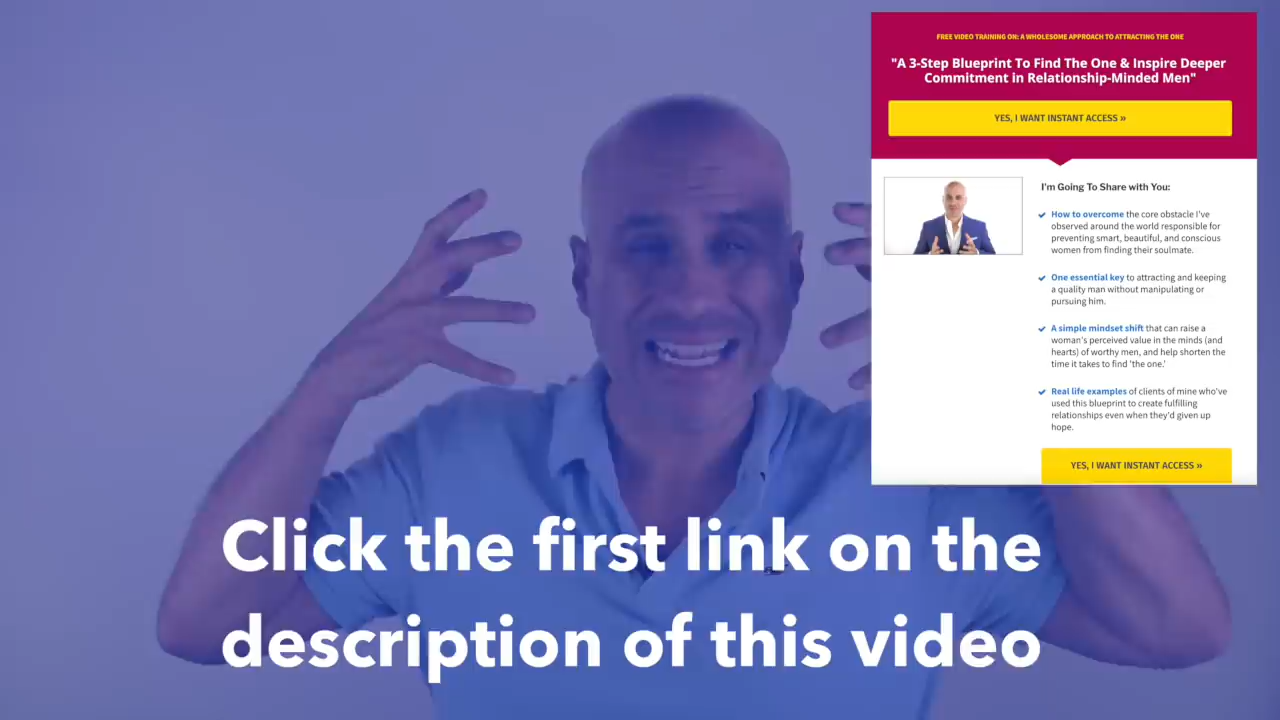 FREE VIDEO TRAINING ON: A WHOLESOME APPROACH TO ATTRACTING THE ONE
"A 3-Step Blueprint To Find The One & Inspire Deeper
Commitment in Relationship-Minded Men"
YES, I WANT INSTANT ACCESS »
I'm Going To Share with You:
How to overcome the core obstacle I've
observed around the world responsible for
preventing smart, beautiful, and conscious
women from finding their soulmate.
One essential key to attracting and keeping
a quality man without manipulating or
pursuing him.
A simple mindset shift that can raise a
woman's perceived value in the minds (and
hearts) of worthy men, and help shorten the
time it takes to find 'the one.'
Real life examples of clients of mine who've
used this blueprint to create fulfilling
relationships even when they'd given up
hope.
YES, I WANT INSTANT ACCESS »
Click the first link on the
description of this video